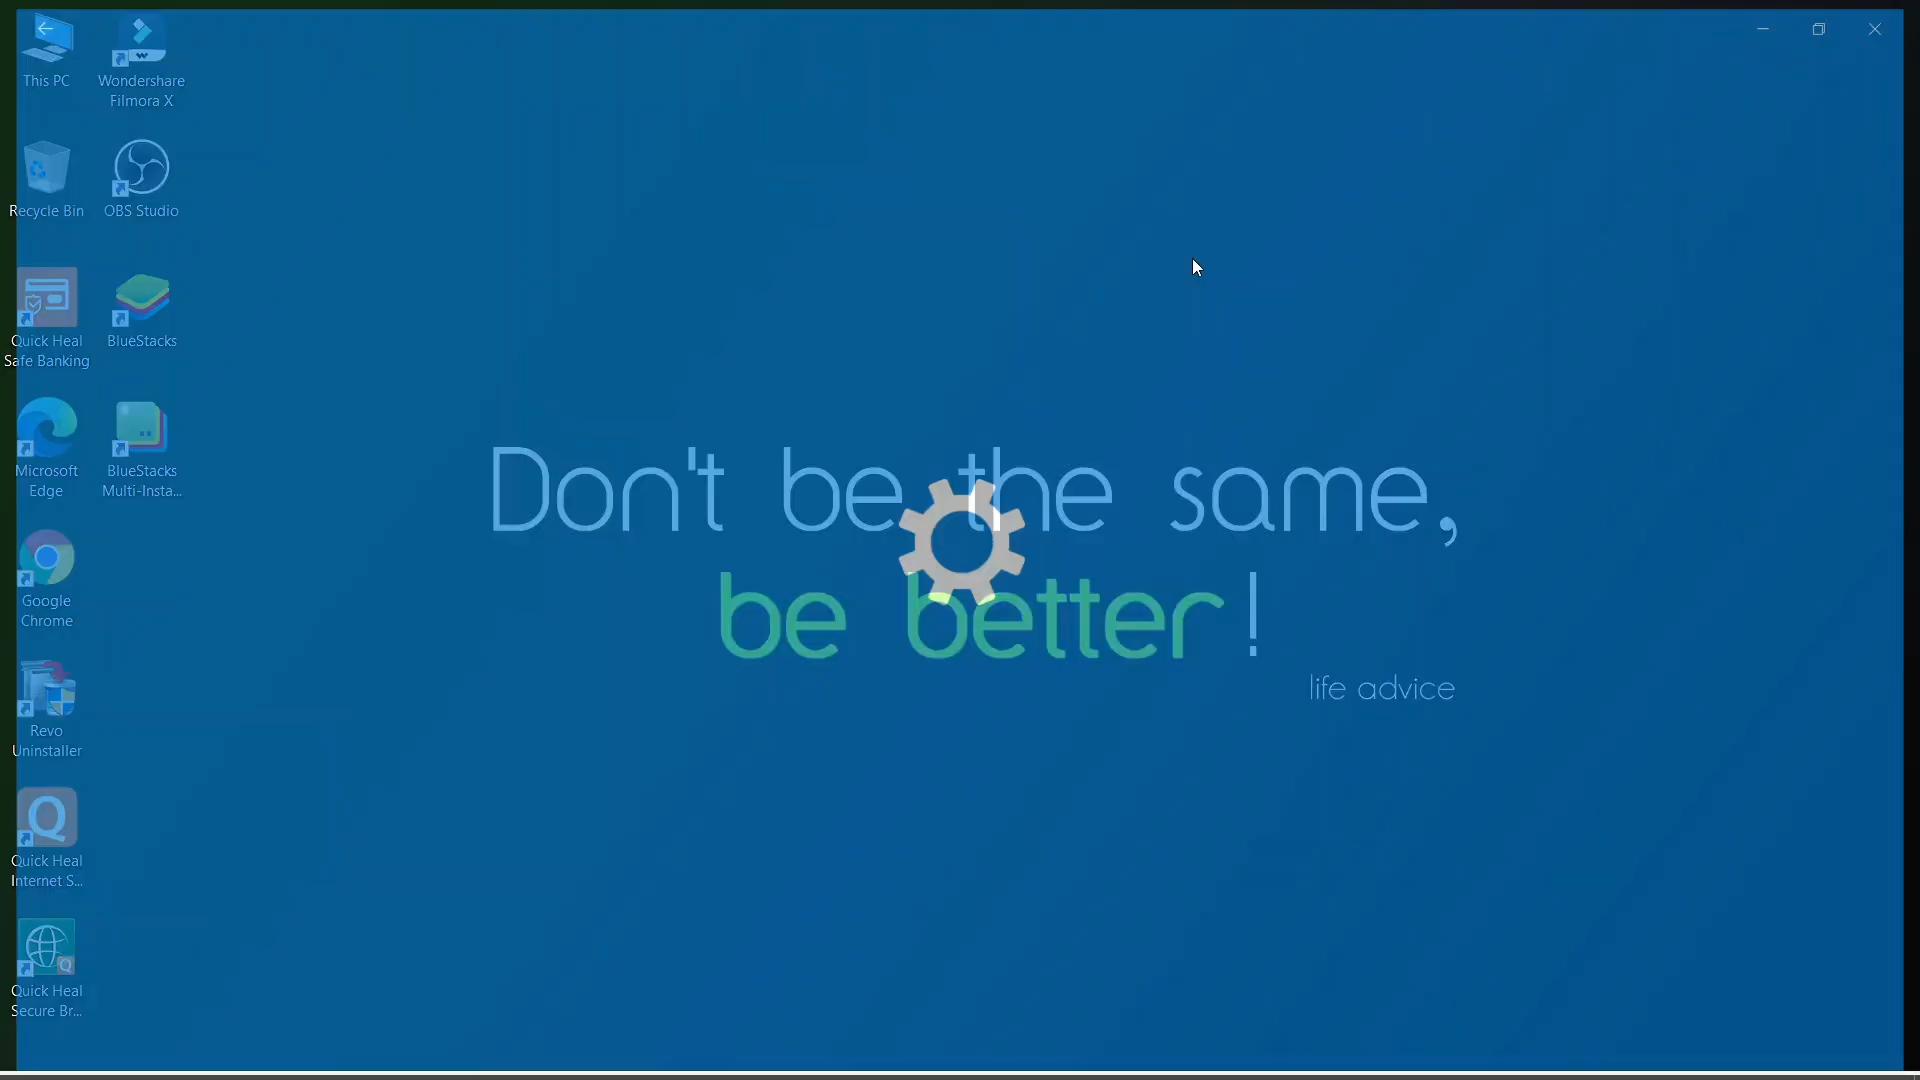 This PC
Wondershare
Filmora X
Recycle Bin
OBS Studio
Quick Heal
Safe Banking
BlueStacks
Microsoft
Edge
BlueStacks
Multi-Insta...
Google
Chrome
Revo
Uninstaller
Quick Heal
Internet S...
Quick Heal
Secure Br...
Don't be the same,
be better!
life advice